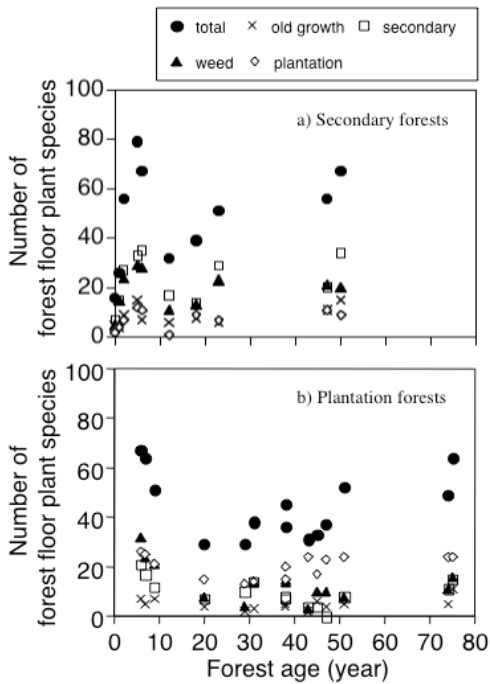 total old growth secondary
weed plantation
100
80
60
40
20
0
Number of
forest floor plant species
a) Secondary forests
100
80
60
40
20
0
Number of
forest floor plant species
b) Plantation forests
0 10 20 30 40 50 60 70 80
Forest age (year)